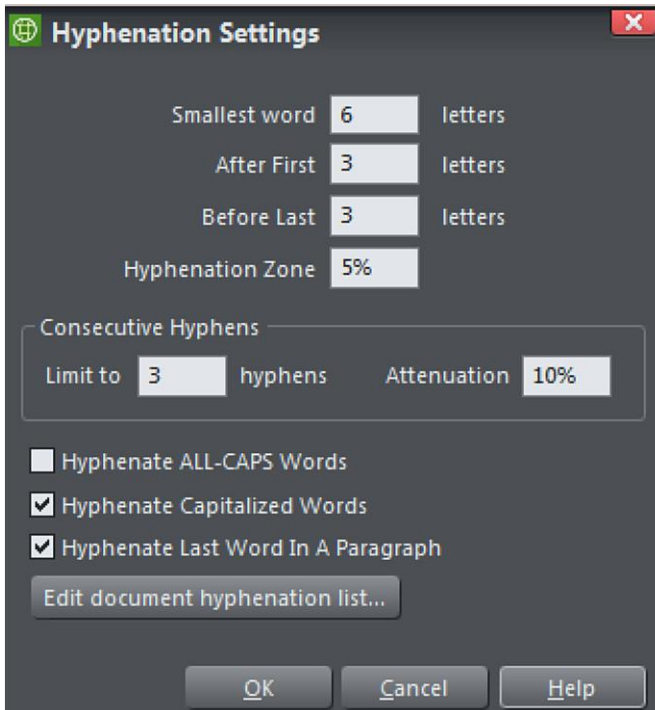 Hyphenation Settings
Smallest word 6 letters
After First 3 letters
Before Last 3 letters
Hyphenation Zone 5%
Consecutive Hyphens
Limit to 3 hyphens Attenuation 10%
Hyphenate ALL-CAPS Words
Hyphenate Capitalized Words
Hyphenate Last Word In A Paragraph
Edit document hyphenation list...
OK Cancel Help